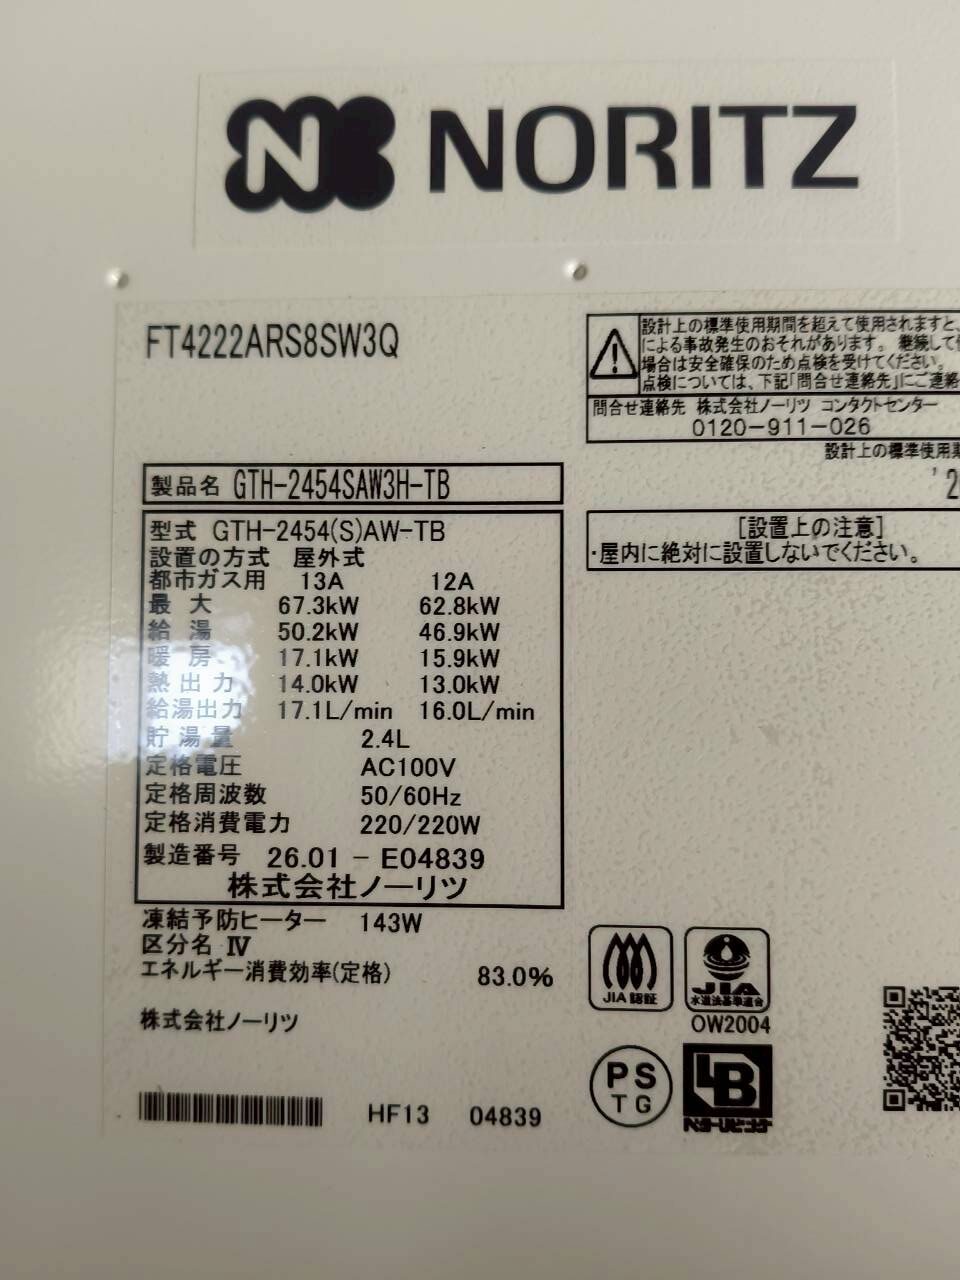 NORITZ
FT4222ARS8SW3Q
設計上の標準使用期間を超えて使用されますと、
による事故発生のおそれがあります。 継続して
場合は安全確保のため点検を受けてください。
点検については、下記「問合せ連絡先」にご連絡
問合せ連絡先 株式会社ノーリツ コンタクトセンター
0120-911-026
設計上の標準使用期
製品名 GTH-2454SAW3H-TB
型式 GTH-2454(S)AW-TB
設置の方式 屋外式
都市ガス用 13A 12A
最大 67.3kW 62.8kW
給湯 50.2kW 46.9kW
暖房 17.1kW 15.9kW
熱出力 14.0kW 13.0kW
給湯出力 17.1L/min 16.0L/min
貯湯量 2.4L
定格電圧 AC100V
定格周波数 50/60Hz
定格消費電力 220/220W
製造番号 26.01 - E04839
株式会社ノーリツ
[設置上の注意]
・屋内に絶対に設置しないでください。
凍結予防ヒーター 143W
区分名 Ⅳ
エネルギー消費効率(定格) 83.0%
株式会社ノーリツ
HF13 04839
JIA 認証
JIA
水道法基準適合
OW2004
PS
TG
LB